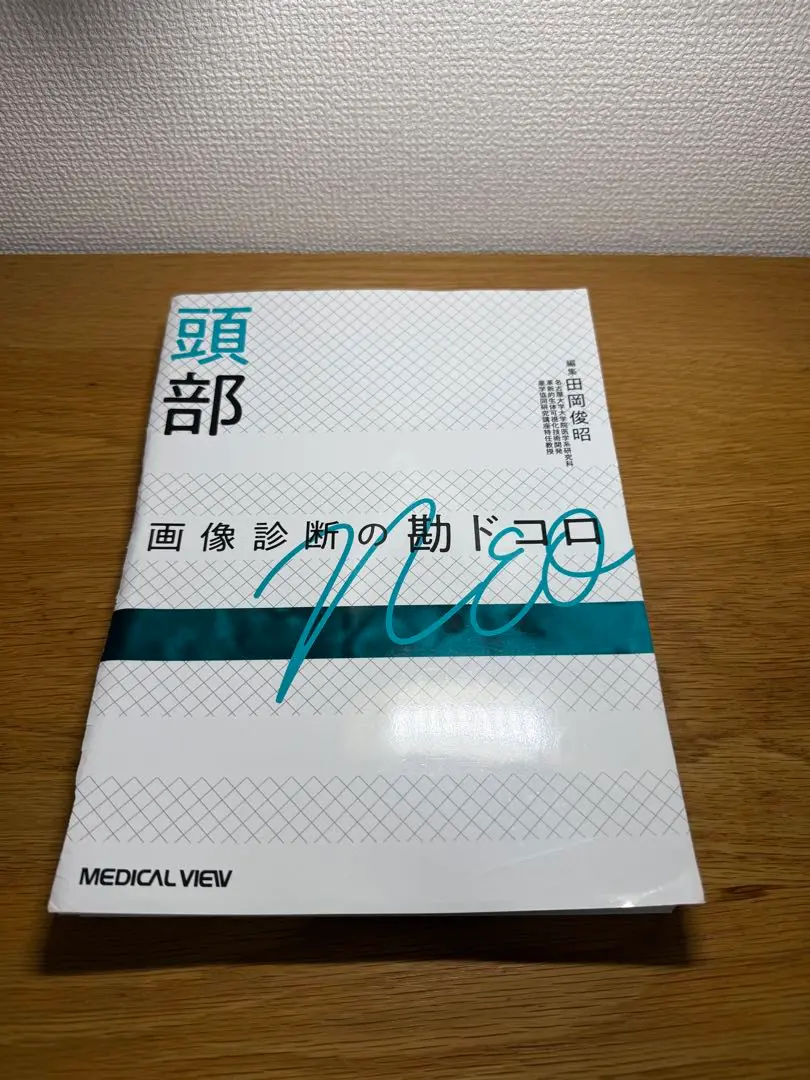 頭部
編集 田岡俊昭
名古屋大学大学院医学系研究科
革新的生体可視化技術開発
産学協同研究講座特任教授
画像診断の勘ドコロ
neo
MEDICAL VIEW